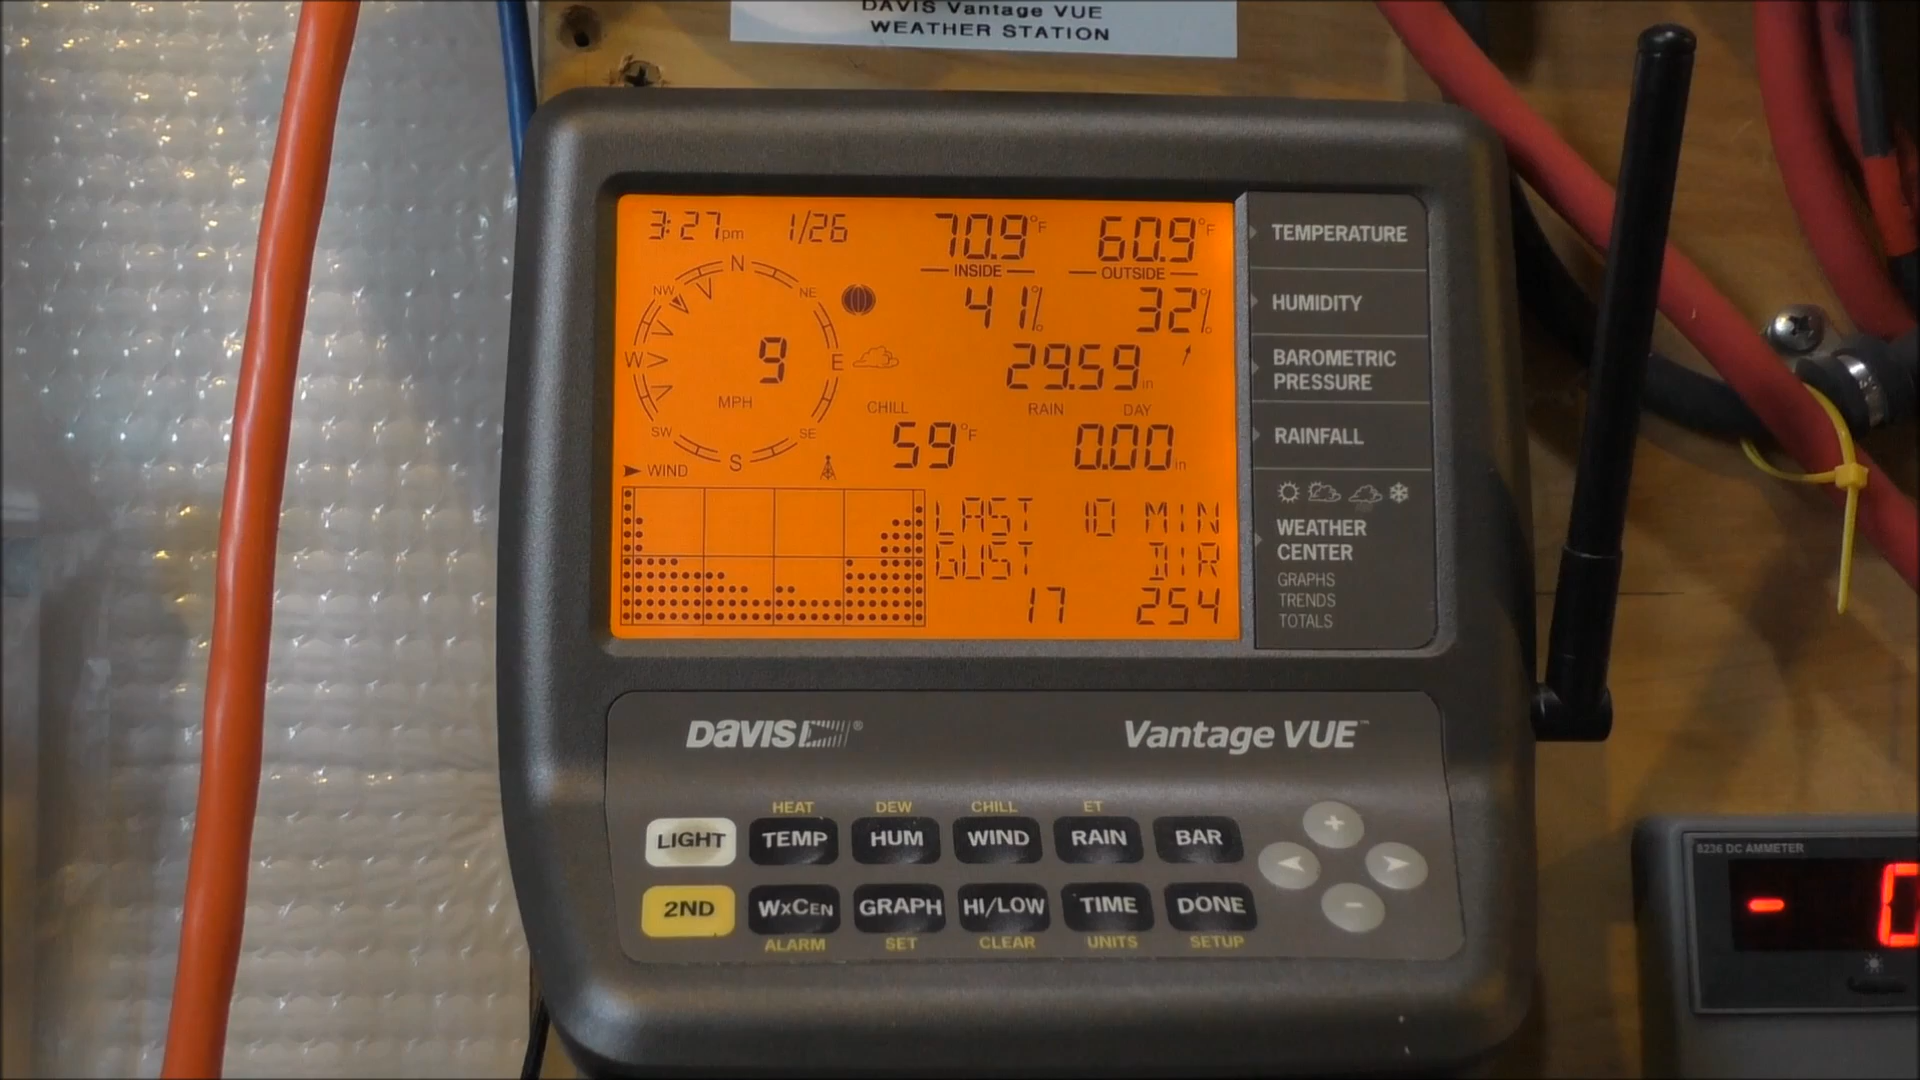 DAVIS Vantage VUE
WEATHER STATION
3:27pm 1/26 70.9°F 60.9°F
INSIDE OUTSIDE
TEMPERATURE
N
NW NE
41% 32%
HUMIDITY
W 9 E
29.59in
BAROMETRIC
PRESSURE
MPH
CHILL RAIN DAY
SW SE
59°F 0.00in
RAINFALL
S
WIND
LAST 10 MIN
GUST DIR
17 254
WEATHER
CENTER
GRAPHS
TRENDS
TOTALS
DAVIS®
Vantage VUE™
HEAT DEW CHILL ET
LIGHT TEMP HUM WIND RAIN BAR
+
2ND WxCEN GRAPH HI/LOW TIME DONE
-
ALARM SET CLEAR UNITS SETUP
8236 DC AMMETER
- 0